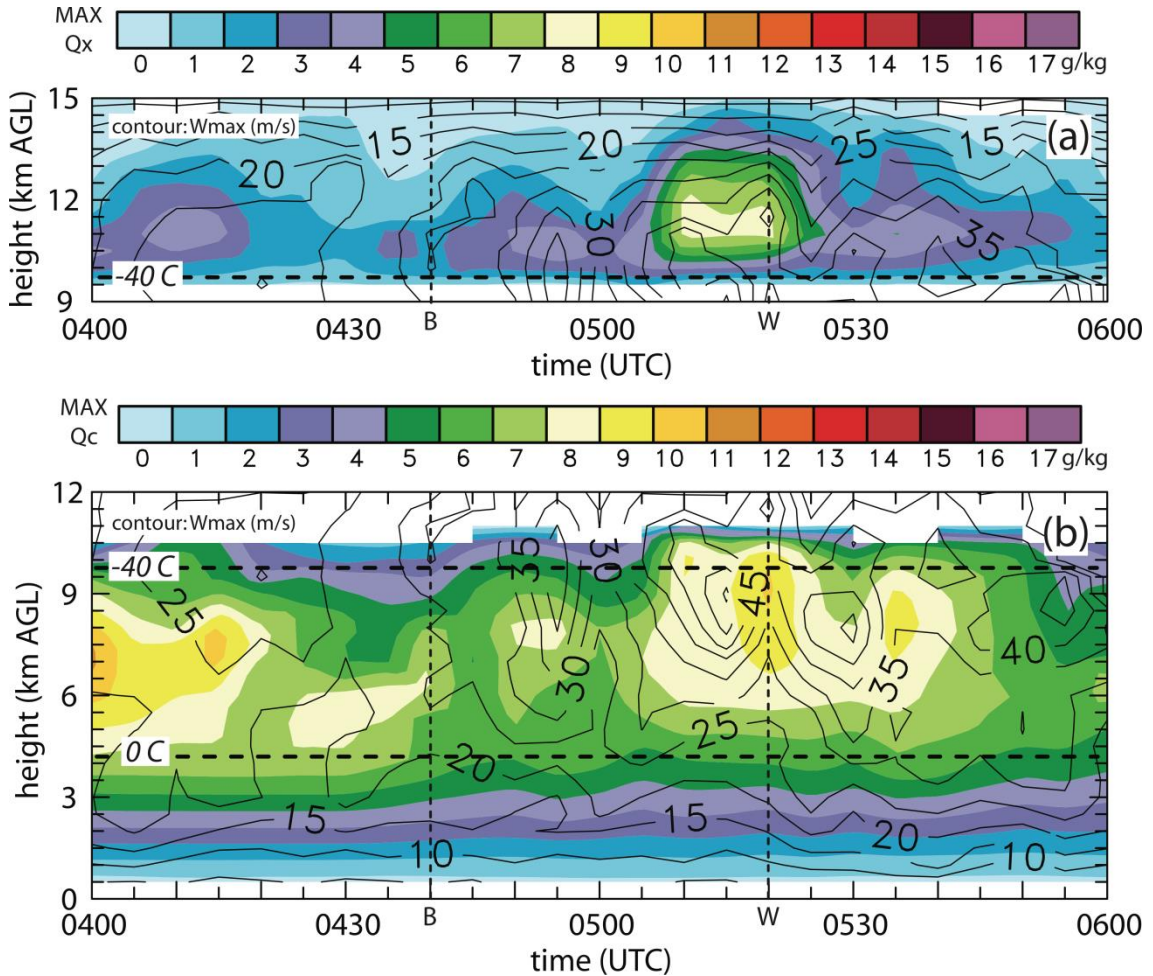 MAX
Qx
0 1 2 3 4 5 6 7 8 9 10 11 12 13 14 15 16 17 g/kg
15
contour: Wmax (m/s)
(a)
15
20
25
15
20
12
30
35
-40 C
9
height (km AGL)
0400 0430 B 0500 W 0530 0600
time (UTC)
MAX
Qc
0 1 2 3 4 5 6 7 8 9 10 11 12 13 14 15 16 17 g/kg
12
contour: Wmax (m/s)
(b)
-40 C
35
30
45
9
25
40
30
35
6
0 C
25
20
3
15
15
20
10
10
0
height (km AGL)
0400 0430 B 0500 W 0530 0600
time (UTC)